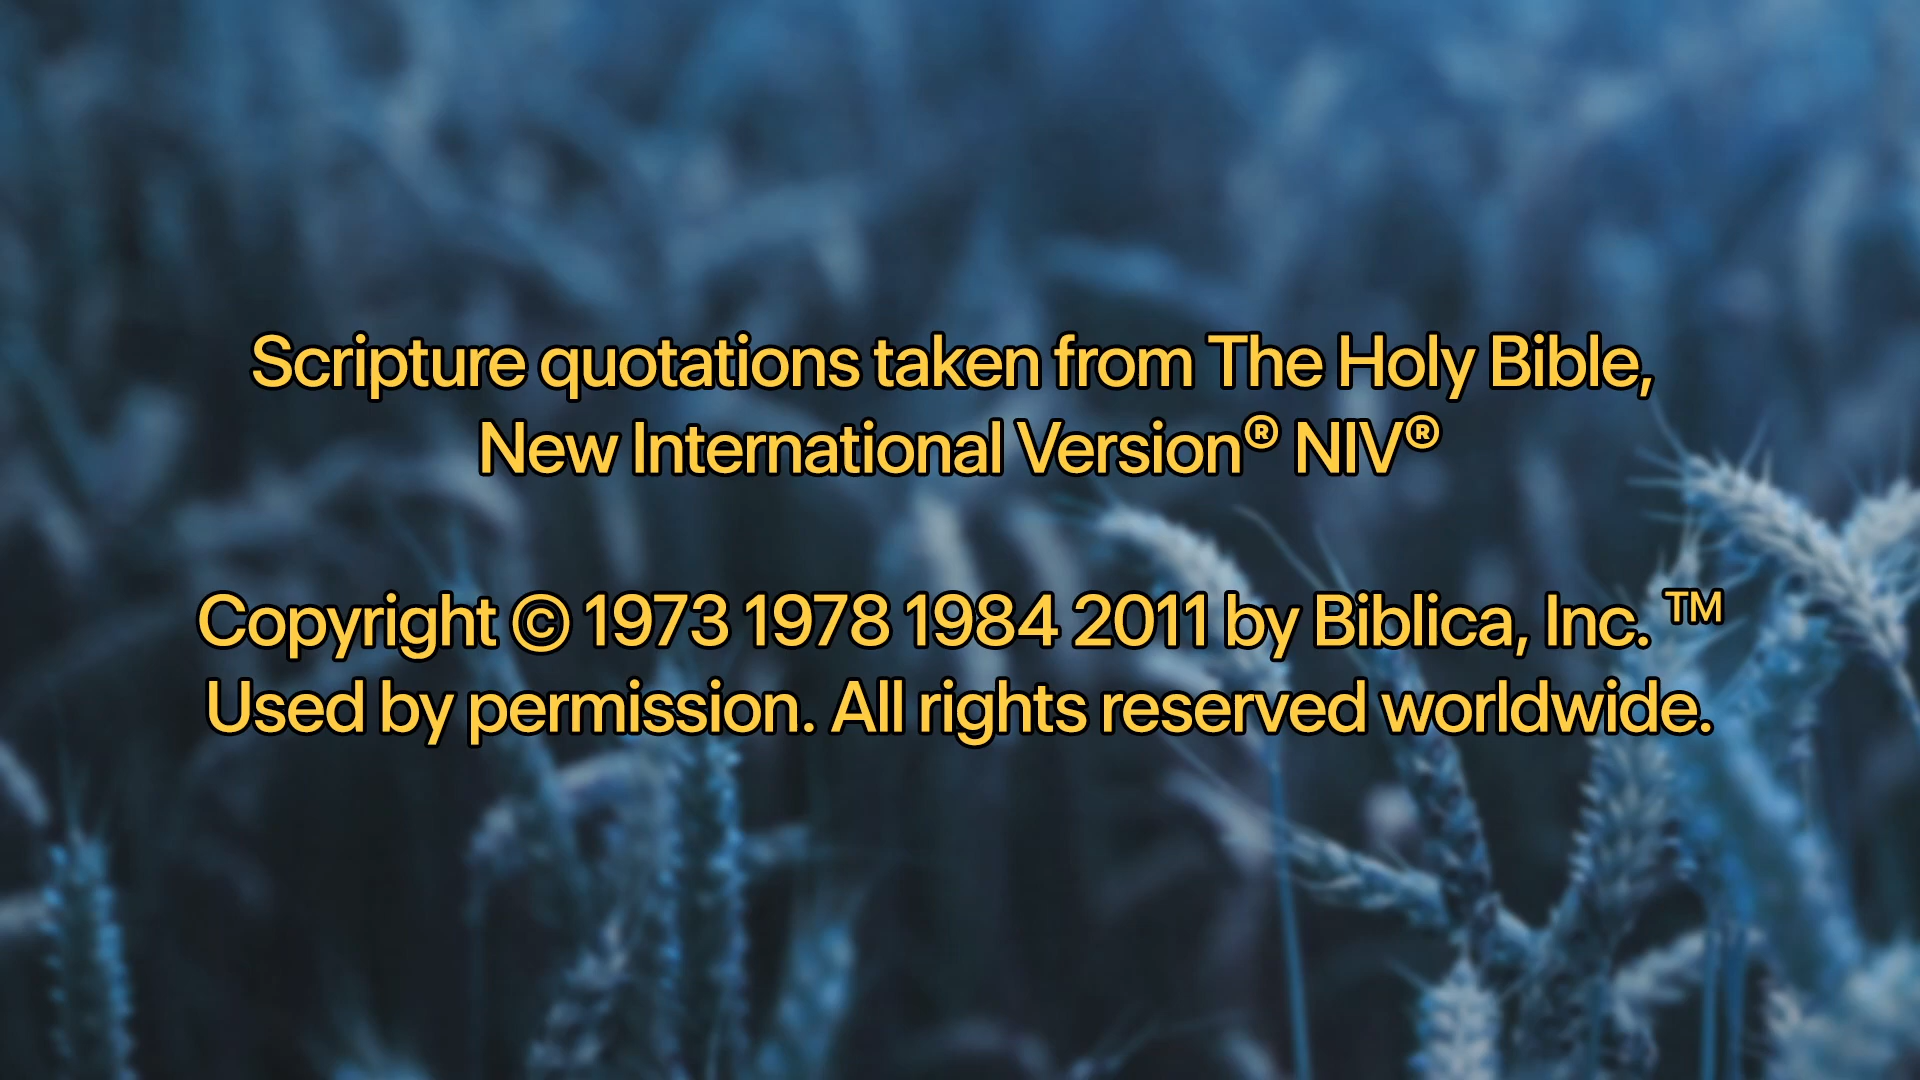 Scripture quotations taken from The Holy Bible,
New International Version® NIV®
Copyright © 1973 1978 1984 2011 by Biblica, Inc. ™
Used by permission. All rights reserved worldwide.